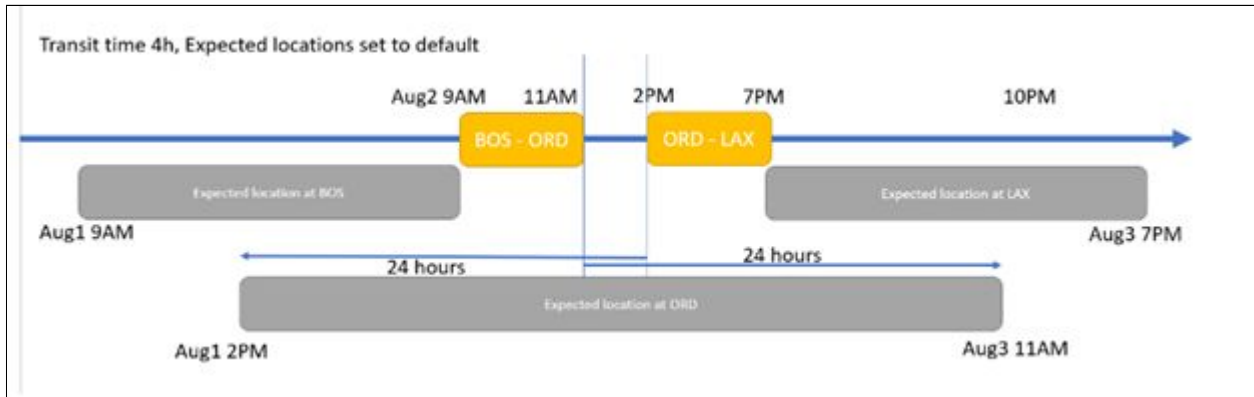 Transit time 4h, Expected locations set to default
Aug2 9AM 11AM 2PM 7PM 10PM
BOS - ORD ORD - LAX
Expected location at BOS Expected location at LAX
Aug1 9AM Aug3 7PM
24 hours 24 hours
Expected location at ORD
Aug1 2PM Aug3 11AM